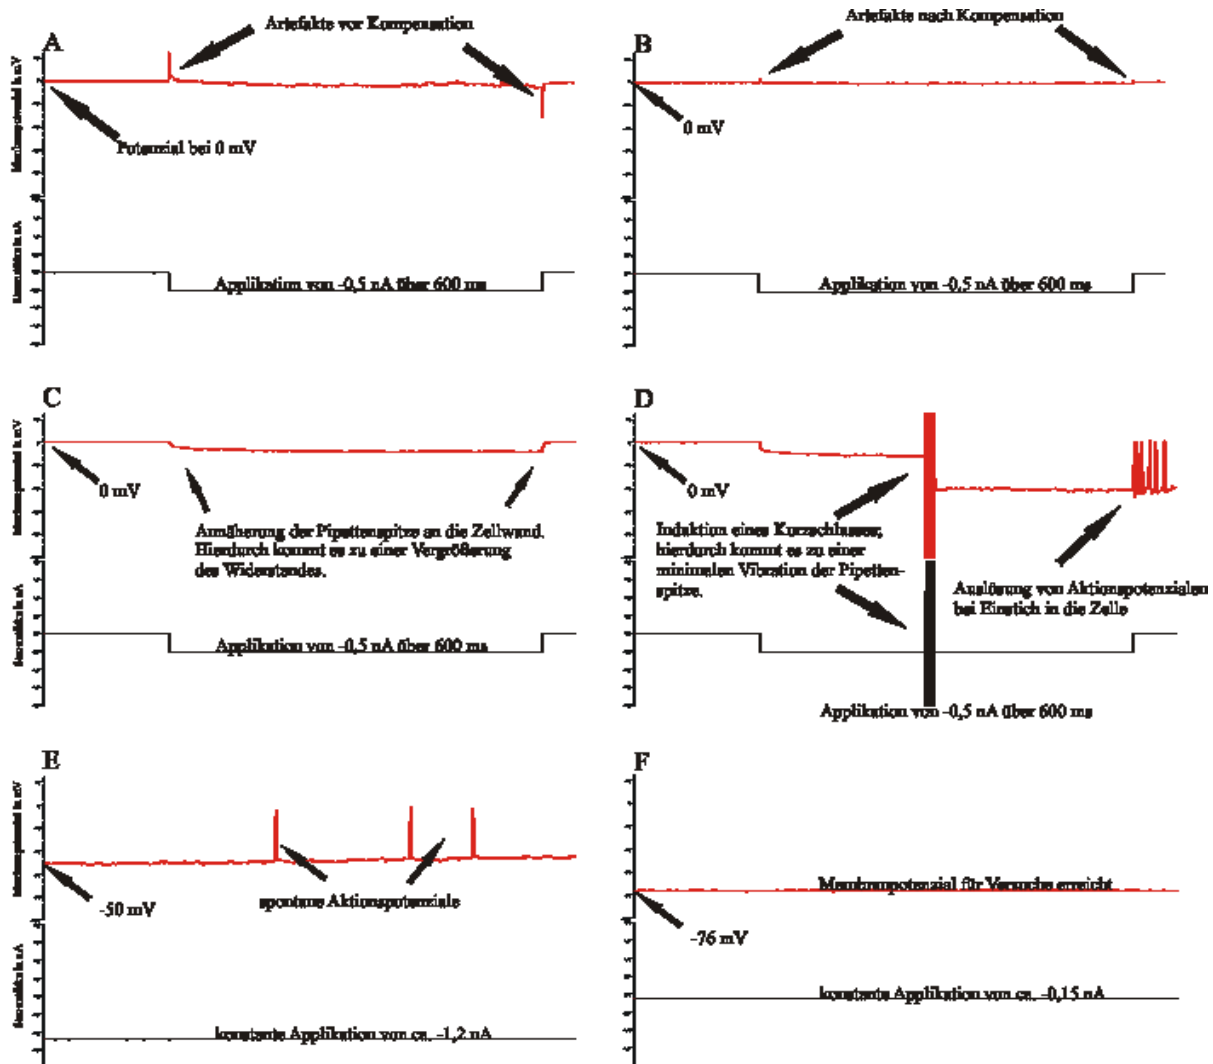 A
Artefakte vor Kompensation
Potenzial bei 0 mV
Applikation von -0,5 nA über 600 ms
B
Artefakte nach Kompensation
0 mV
Applikation von -0,5 nA über 600 ms
C
0 mV
Annäherung der Pipettenspitze an die Zellwand.
Hierdurch kommt es zu einer Vergrößerung
des Widerstandes.
Applikation von -0,5 nA über 600 ms
D
0 mV
Induktion eines Kurzschlusses,
hierdurch kommt es zu einer
minimalen Vibration der Pipetten-
spitze.
Auslösung von Aktionspotenzialen
bei Einstich in die Zelle
Applikation von -0,5 nA über 600 ms
E
-50 mV
spontane Aktionspotenziale
konstante Applikation von ca. -1,2 nA
F
Membranpotenzial für Versuche erreicht
-76 mV
konstante Applikation von ca. -0,15 nA